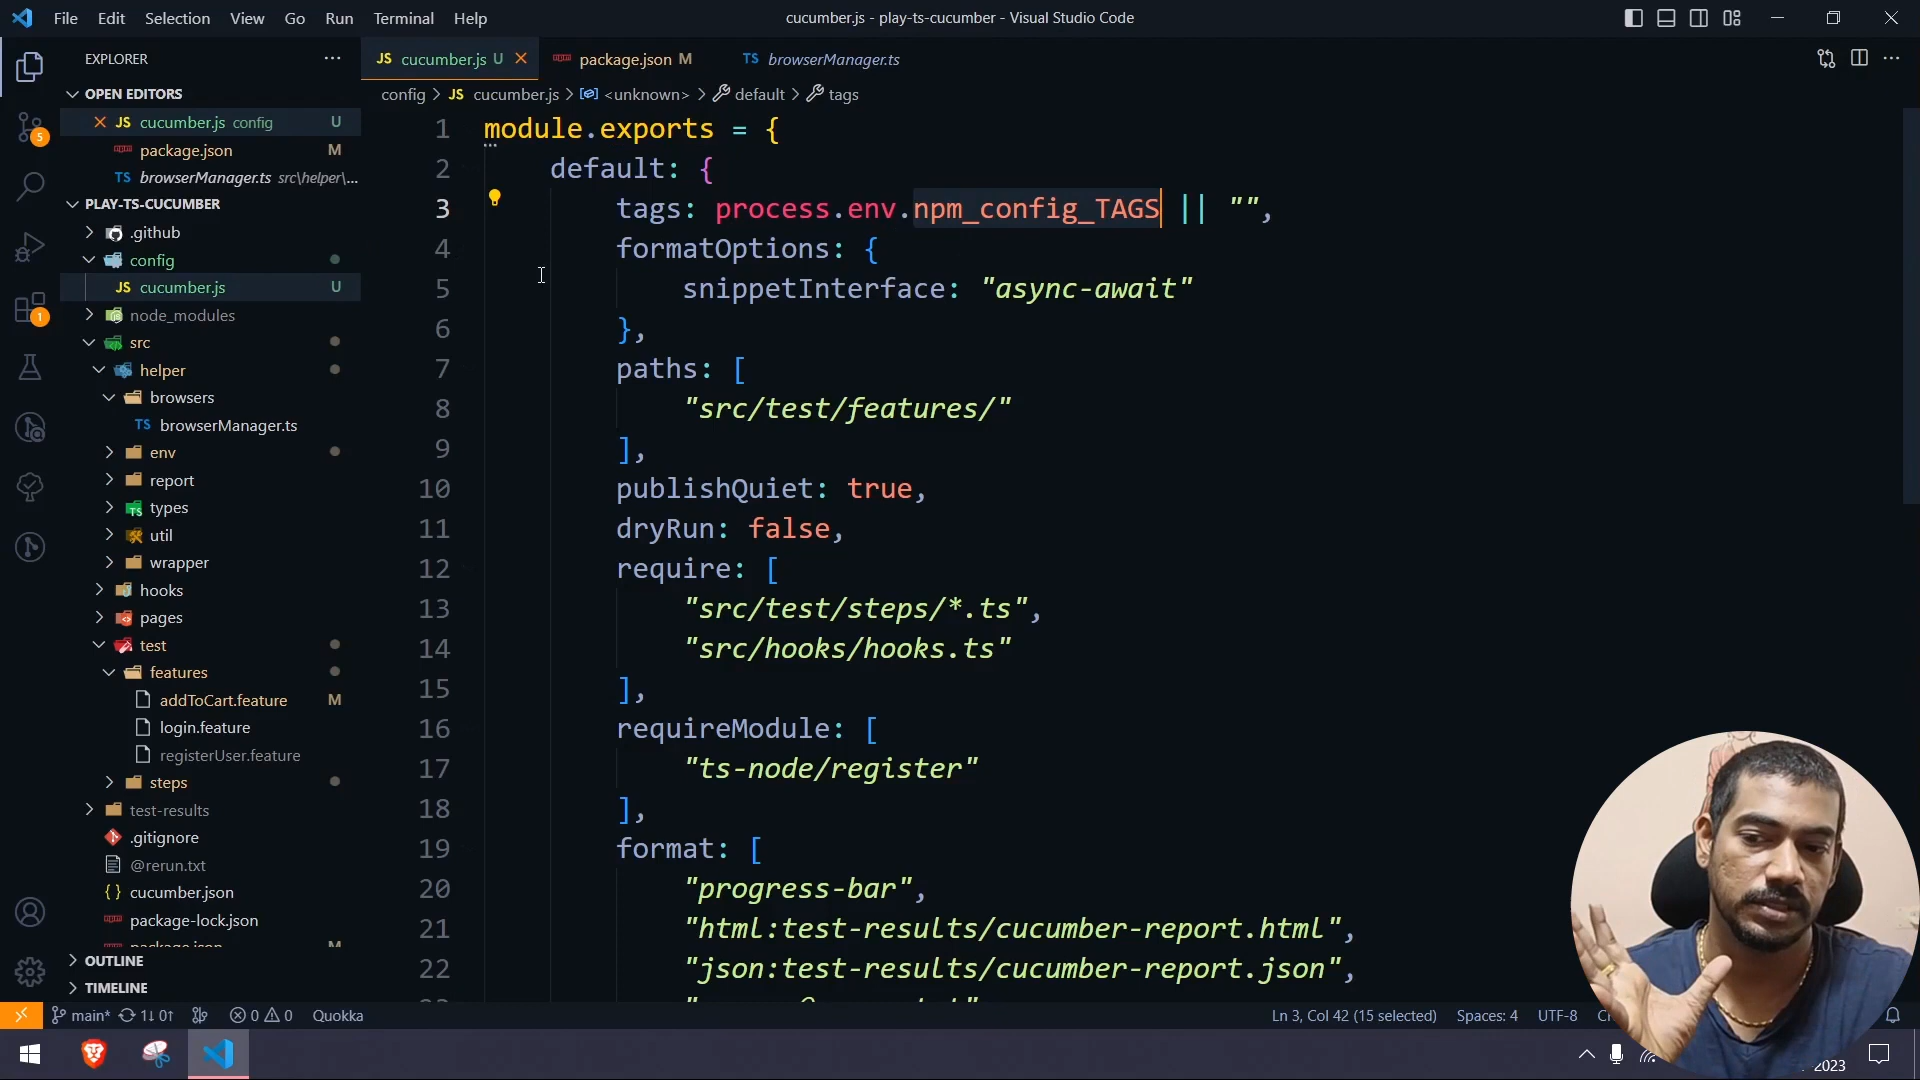 File Edit Selection View Go Run Terminal Help
cucumber.js - play-ts-cucumber - Visual Studio Code
EXPLORER
OPEN EDITORS
cucumber.js config U
package.json M
browserManager.ts src\helper\...
PLAY-TS-CUCUMBER
.github
config
cucumber.js U
node_modules
src
helper
browsers
browserManager.ts
env
report
types
util
wrapper
hooks
pages
test
features
addToCart.feature M
login.feature
registerUser.feature
steps
test-results
.gitignore
@rerun.txt
cucumber.json
package-lock.json
package.json M
OUTLINE
TIMELINE
5
1
JS cucumber.js U
package.json M
TS browserManager.ts
config > JS cucumber.js > <unknown> > default > tags
1 module.exports = {
2 default: {
3 tags: process.env.npm_config_TAGS || "",
4 formatOptions: {
5 snippetInterface: "async-await"
6 },
7 paths: [
8 "src/test/features/"
9 ],
10 publishQuiet: true,
11 dryRun: false,
12 require: [
13 "src/test/steps/*.ts",
14 "src/hooks/hooks.ts"
15 ],
16 requireModule: [
17 "ts-node/register"
18 ],
19 format: [
20 "progress-bar",
21 "html:test-results/cucumber-report.html",
22 "json:test-results/cucumber-report.json",
main* 1↓ 0↑ 0 0 Quokka
Ln 3, Col 42 (15 selected) Spaces: 4 UTF-8
2023